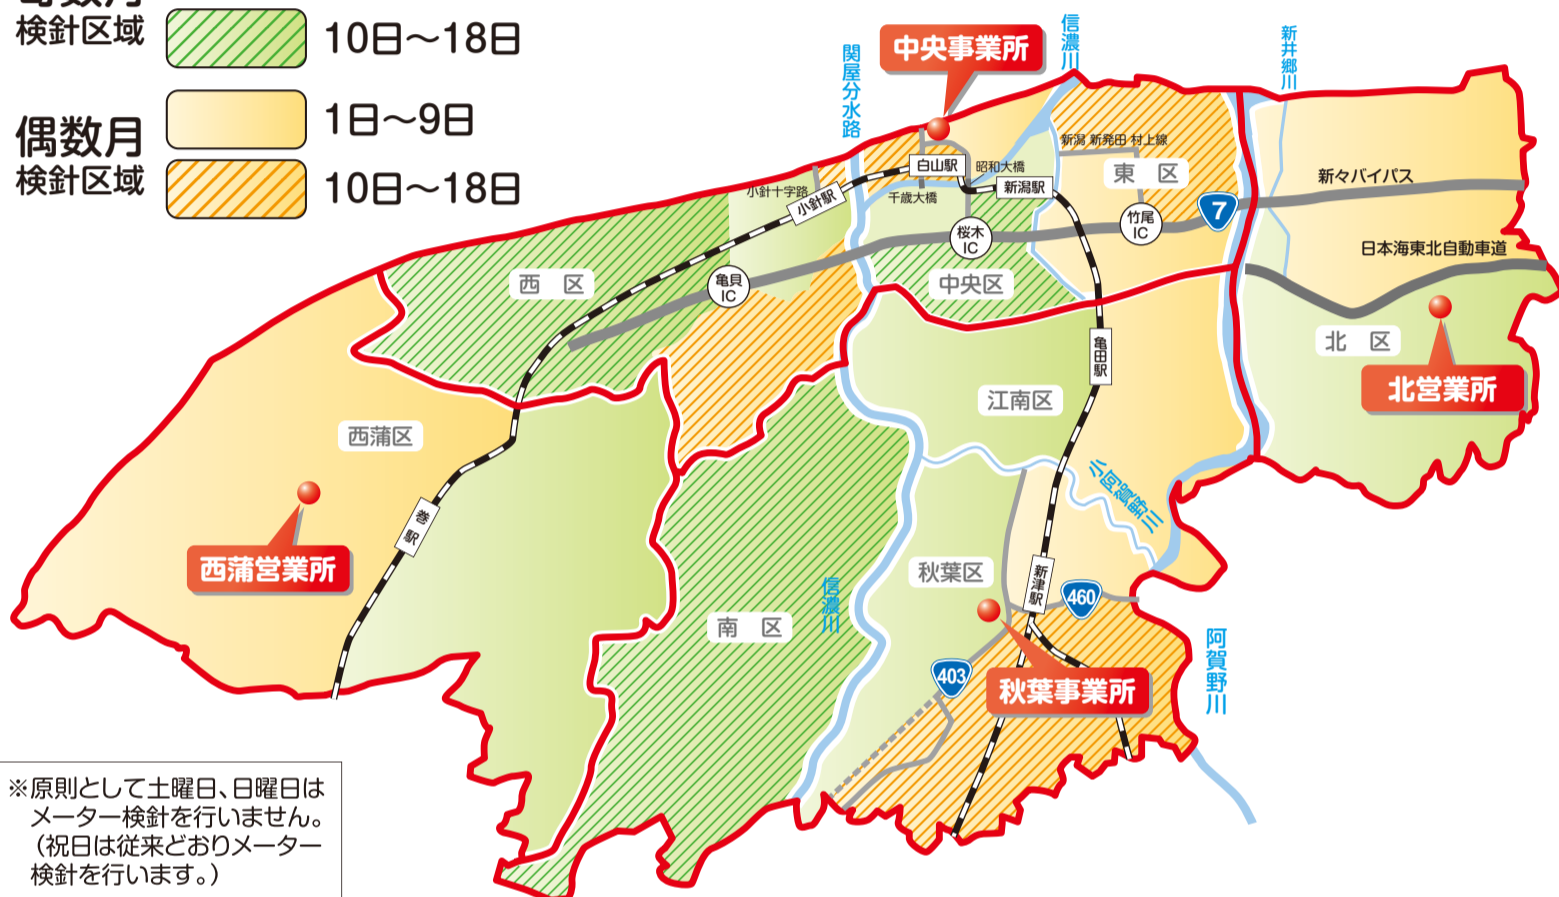 検針区域
10日～18日
偶数月
検針区域
1日～9日
10日～18日
中央事業所
関屋分水路
信濃川
新井郷川
新潟 新発田 村上線
白山駅
昭和大橋
東 区
新々バイパス
小針十字路
小針駅
千歳大橋
新潟駅
7
竹尾
IC
桜木
IC
日本海東北自動車道
西 区
亀貝
IC
中央区
北 区
亀田駅
北営業所
江南区
西蒲区
小阿賀野川
巻駅
西蒲営業所
信濃川
秋葉区
新津駅
460
南 区
阿賀野川
403
秋葉事業所
※原則として土曜日、日曜日は
メーター検針を行いません。
（祝日は従来どおりメーター
検針を行います。）